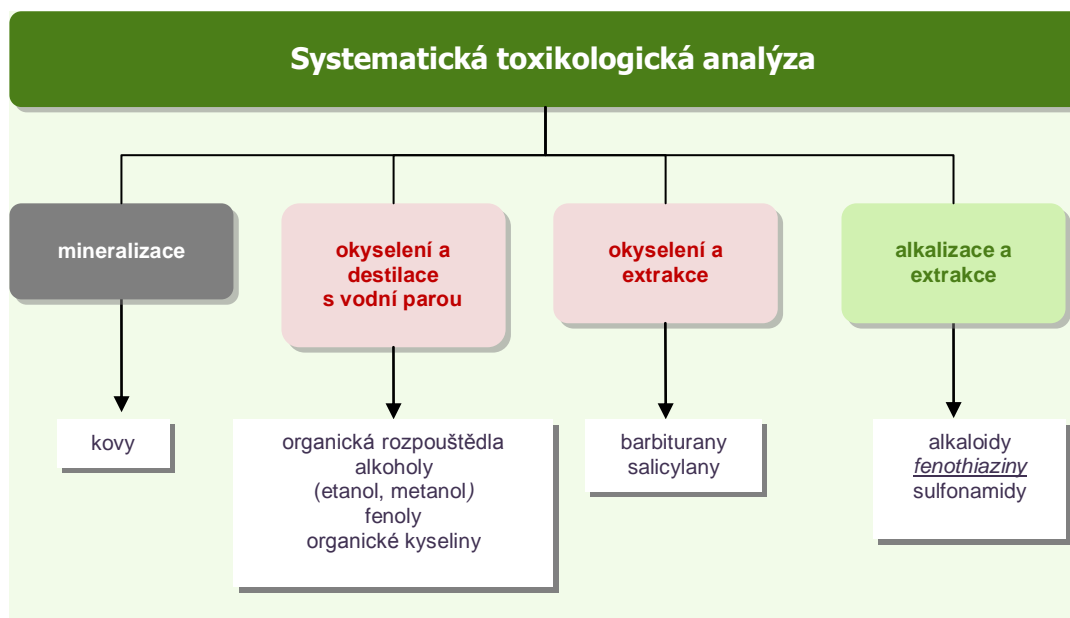 Systematická toxikologická analýza
mineralizace
okyselení a
destilace
s vodní parou
okyselení a
extrakce
alkalizace a
extrakce
kovy
organická rozpouštědla
alkoholy
(etanol, metanol)
fenoly
organické kyseliny
barbiturany
salicylany
alkaloidy
fenothiaziny
sulfonamidy